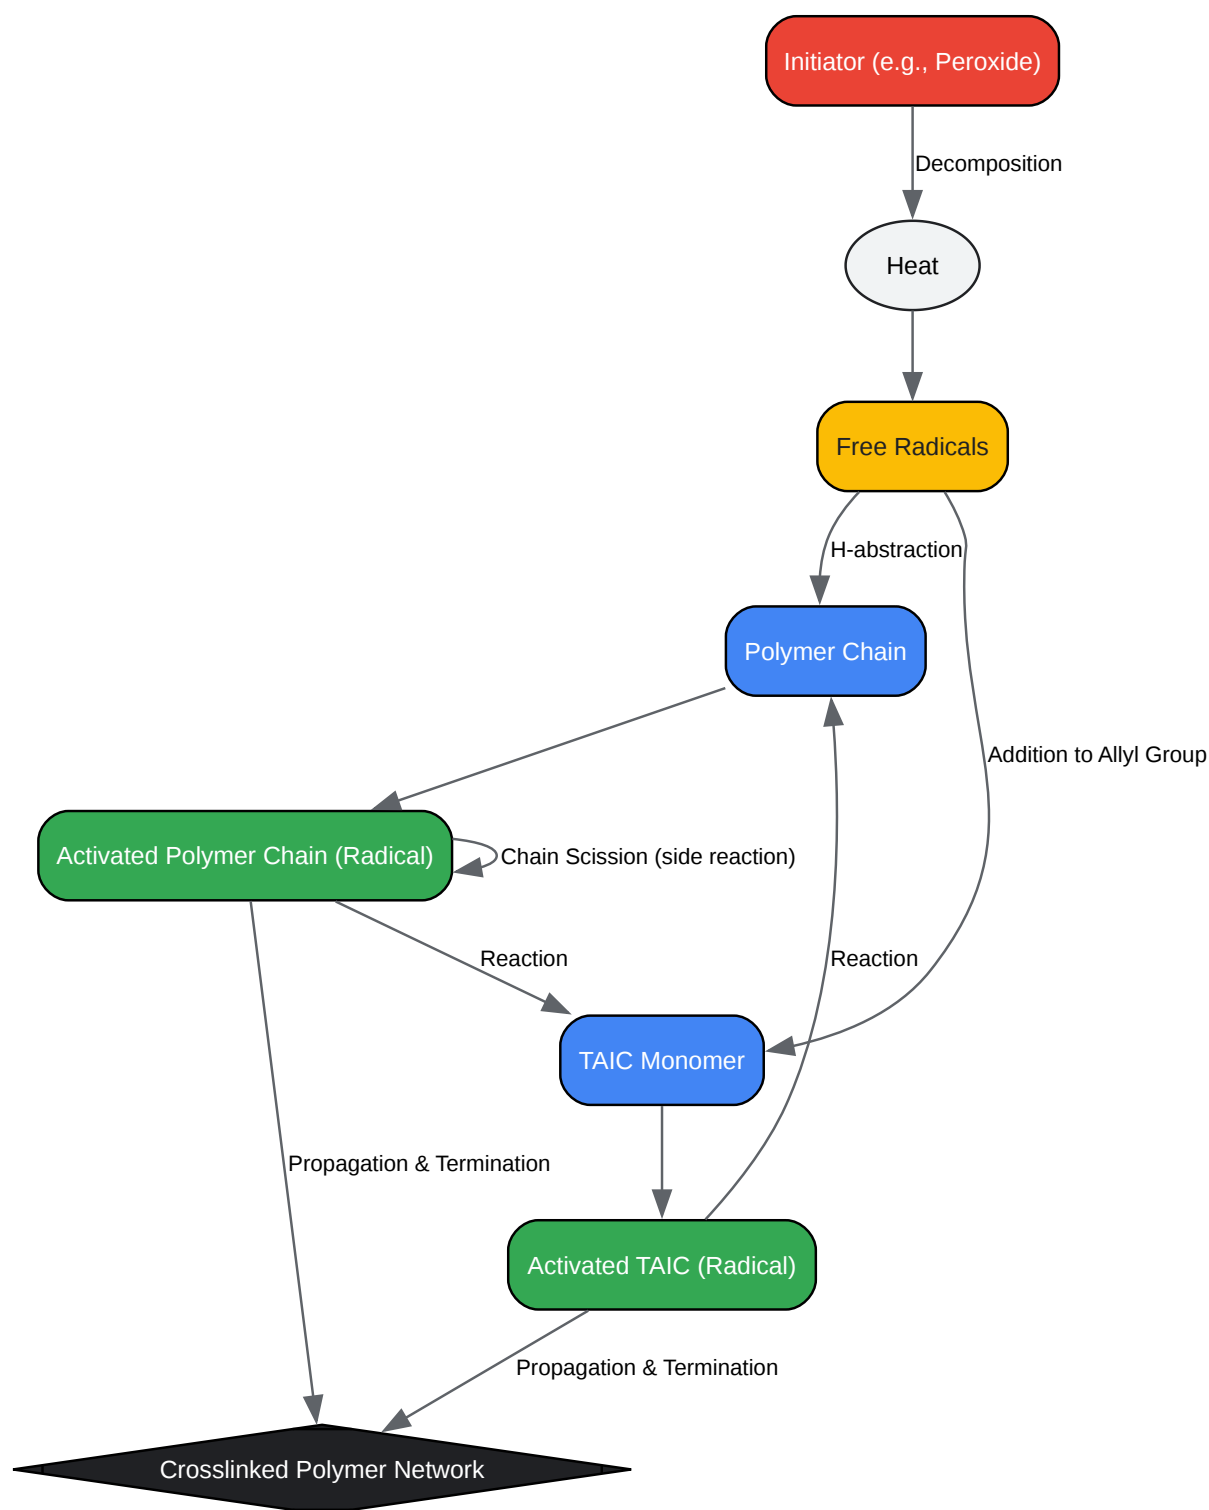 Initiator (e.g., Peroxide)
Decomposition
Heat
Free Radicals
H-abstraction
Polymer Chain
Addition to Allyl Group
Activated Polymer Chain (Radical)
Chain Scission (side reaction)
Reaction
Reaction
TAIC Monomer
Propagation & Termination
Activated TAIC (Radical)
Propagation & Termination
Crosslinked Polymer Network